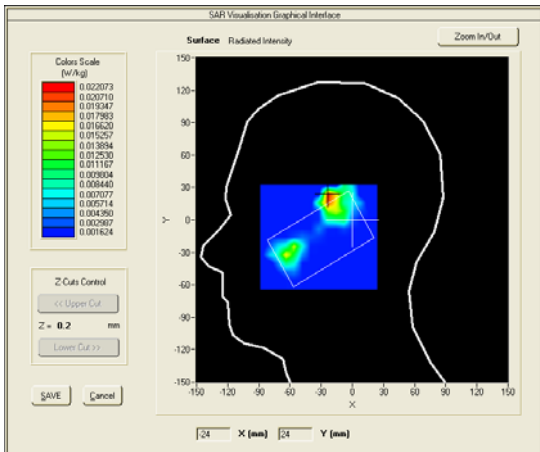 SAR Visualisation Graphical Interface
Surface Radiated Intensity
Zoom In/Out
Colors Scale
(W/kg)
0.022073
0.020710
0.019347
0.017983
0.016620
0.015257
0.013894
0.012530
0.011167
0.009804
0.008440
0.007077
0.005714
0.004350
0.002987
0.001624
150
120
90
60
30
0
-30
-60
-90
-120
-150
Y
-150 -120 -90 -60 -30 0 30 60 90 120 150
X
Z Cuts Control
<< Upper Cut
Z = 0.2 mm
Lower Cut >>
SAVE Cancel
-24 X (mm) 24 Y (mm)